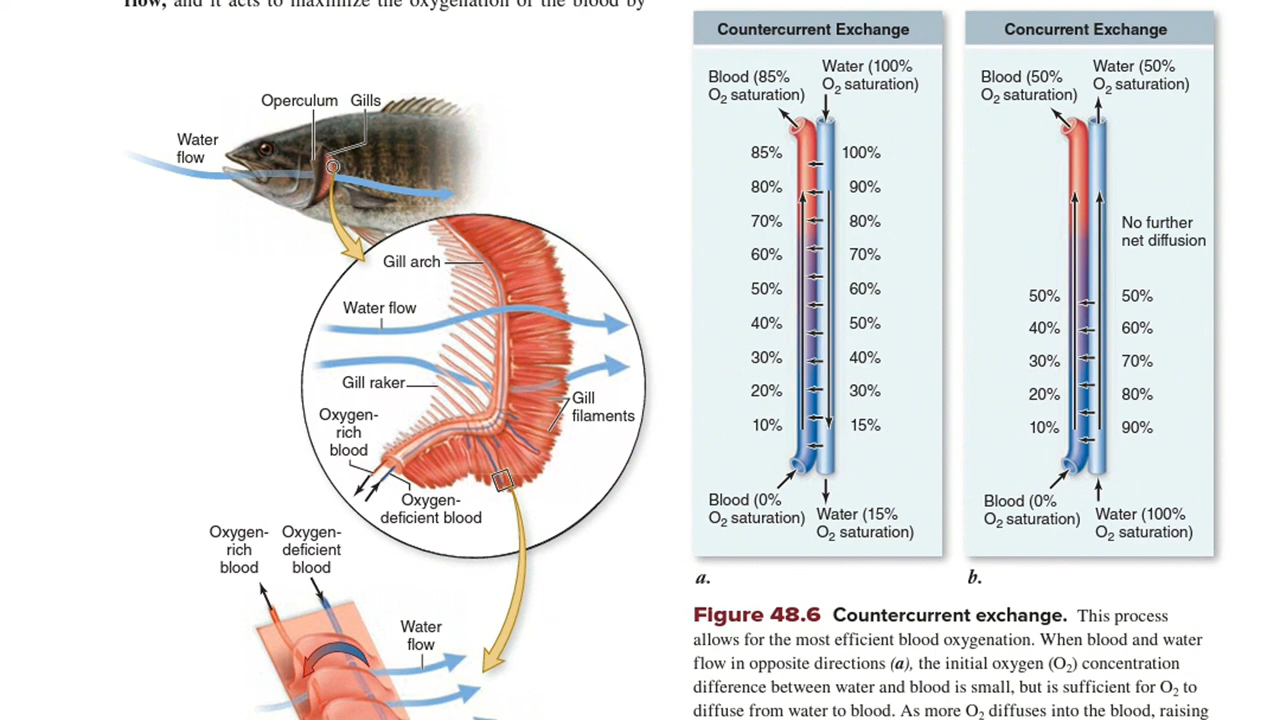 flow, and it acts to maximize the oxygenation of the blood by
Operculum Gills
Water
flow
Gill arch
Water flow
Gill raker
Gill
filaments
Oxygen-
rich
blood
Oxygen-
deficient blood
Oxygen-
rich
blood
Oxygen-
deficient
blood
Water
flow
Countercurrent Exchange
Blood (85%
O₂ saturation)
Water (100%
O₂ saturation)
85% 100%
80% 90%
70% 80%
60% 70%
50% 60%
40% 50%
30% 40%
20% 30%
10% 15%
Blood (0%
O₂ saturation)
Water (15%
O₂ saturation)
a.
Concurrent Exchange
Blood (50%
O₂ saturation)
Water (50%
O₂ saturation)
No further
net diffusion
50% 50%
40% 60%
30% 70%
20% 80%
10% 90%
Blood (0%
O₂ saturation)
Water (100%
O₂ saturation)
b.
Figure 48.6 Countercurrent exchange. This process
allows for the most efficient blood oxygenation. When blood and water
flow in opposite directions (a), the initial oxygen (O₂) concentration
difference between water and blood is small, but is sufficient for O₂ to
diffuse from water to blood. As more O₂ diffuses into the blood, raising